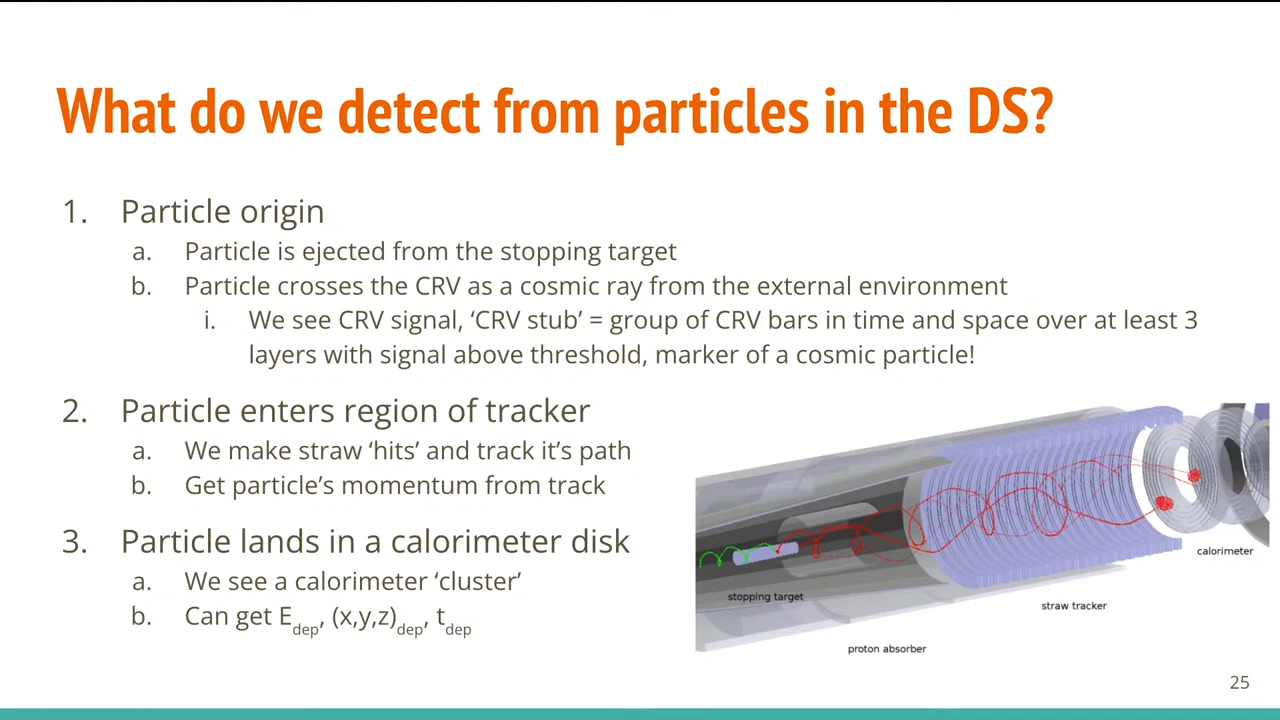 What do we detect from particles in the DS?
1. Particle origin
a. Particle is ejected from the stopping target
b. Particle crosses the CRV as a cosmic ray from the external environment
i. We see CRV signal, ‘CRV stub’ = group of CRV bars in time and space over at least 3
layers with signal above threshold, marker of a cosmic particle!
2. Particle enters region of tracker
a. We make straw ‘hits’ and track it’s path
b. Get particle’s momentum from track
3. Particle lands in a calorimeter disk
a. We see a calorimeter ‘cluster’
b. Can get Edep, (x,y,z)dep, tdep
calorimeter
stopping target
straw tracker
proton absorber
25